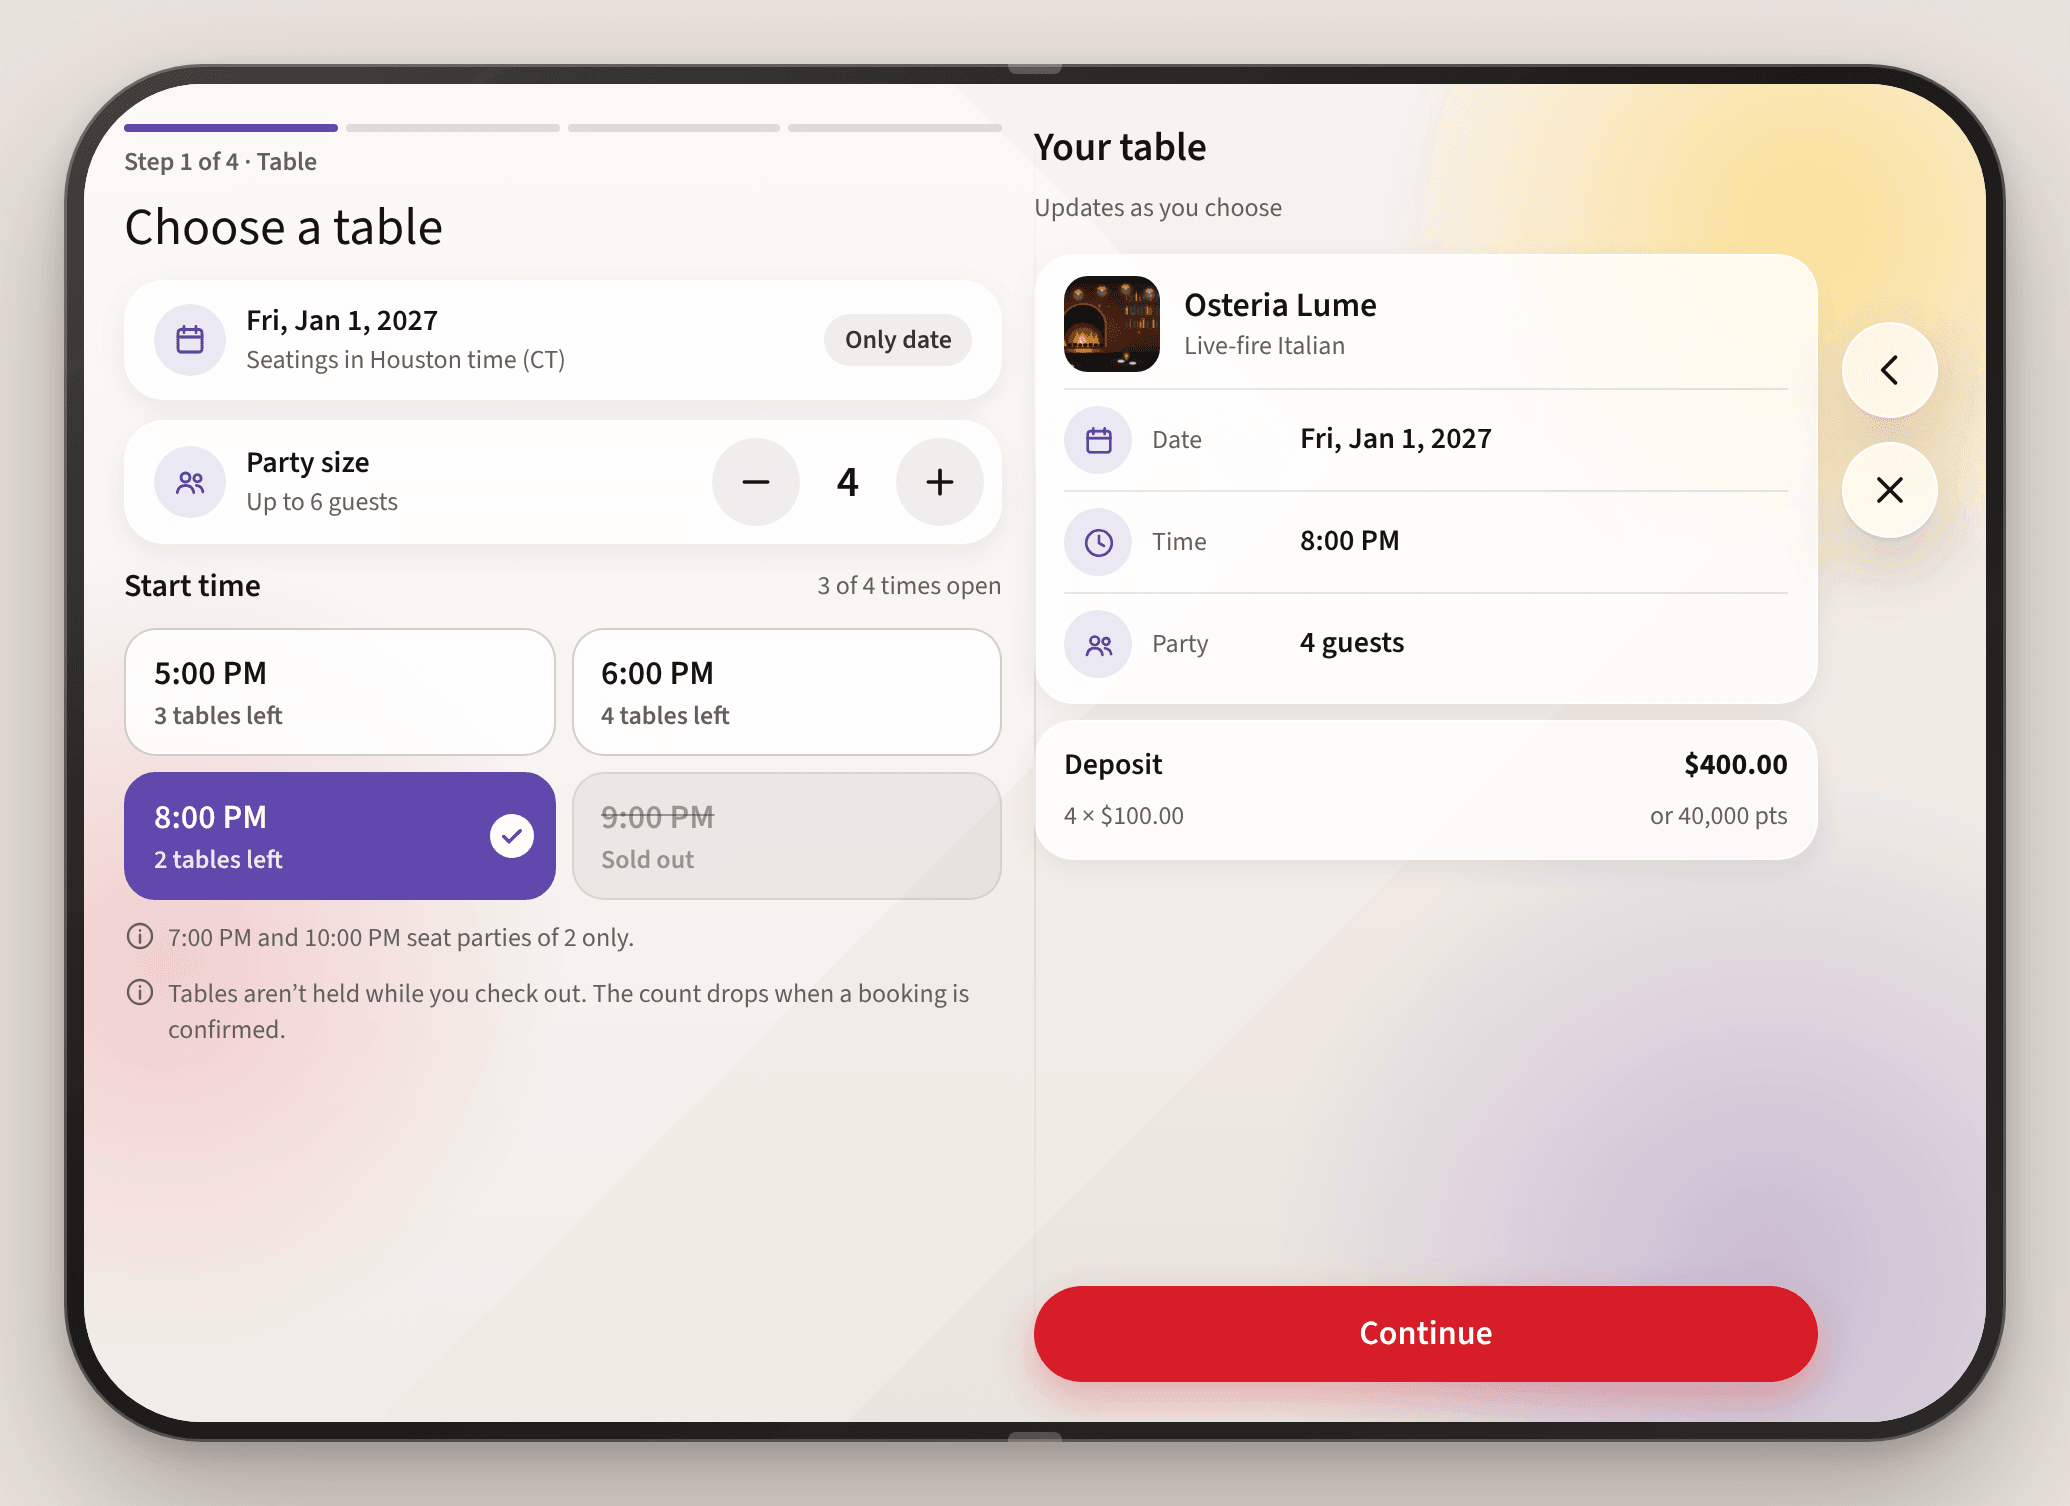 Step 1 of 4 · Table
Choose a table
Fri, Jan 1, 2027
Seatings in Houston time (CT)
Only date
Party size
Up to 6 guests
4
Start time
3 of 4 times open
5:00 PM
3 tables left
6:00 PM
4 tables left
8:00 PM
2 tables left
9:00 PM
Sold out
7:00 PM and 10:00 PM seat parties of 2 only.
Tables aren’t held while you check out. The count drops when a booking is
confirmed.
Your table
Updates as you choose
Osteria Lume
Live-fire Italian
Date
Fri, Jan 1, 2027
Time
8:00 PM
Party
4 guests
Deposit
$400.00
4 × $100.00
or 40,000 pts
Continue